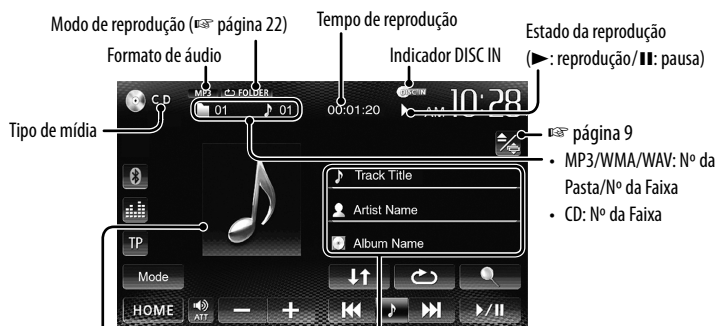 Modo de reprodução (☞ página 22)
Tempo de reprodução
Estado da reprodução
(►: reprodução/❚❚: pausa)
Formato de áudio
Indicador DISC IN
Tipo de mídia
☞ página 9
• MP3/WMA/WAV: Nº da
Pasta/Nº da Faixa
• CD: Nº da Faixa
CD
MP3
FOLDER
01
01
00:01:20
DISC IN
AM 10:28
Track Title
Artist Name
Album Name
TP
Mode
HOME
ATT